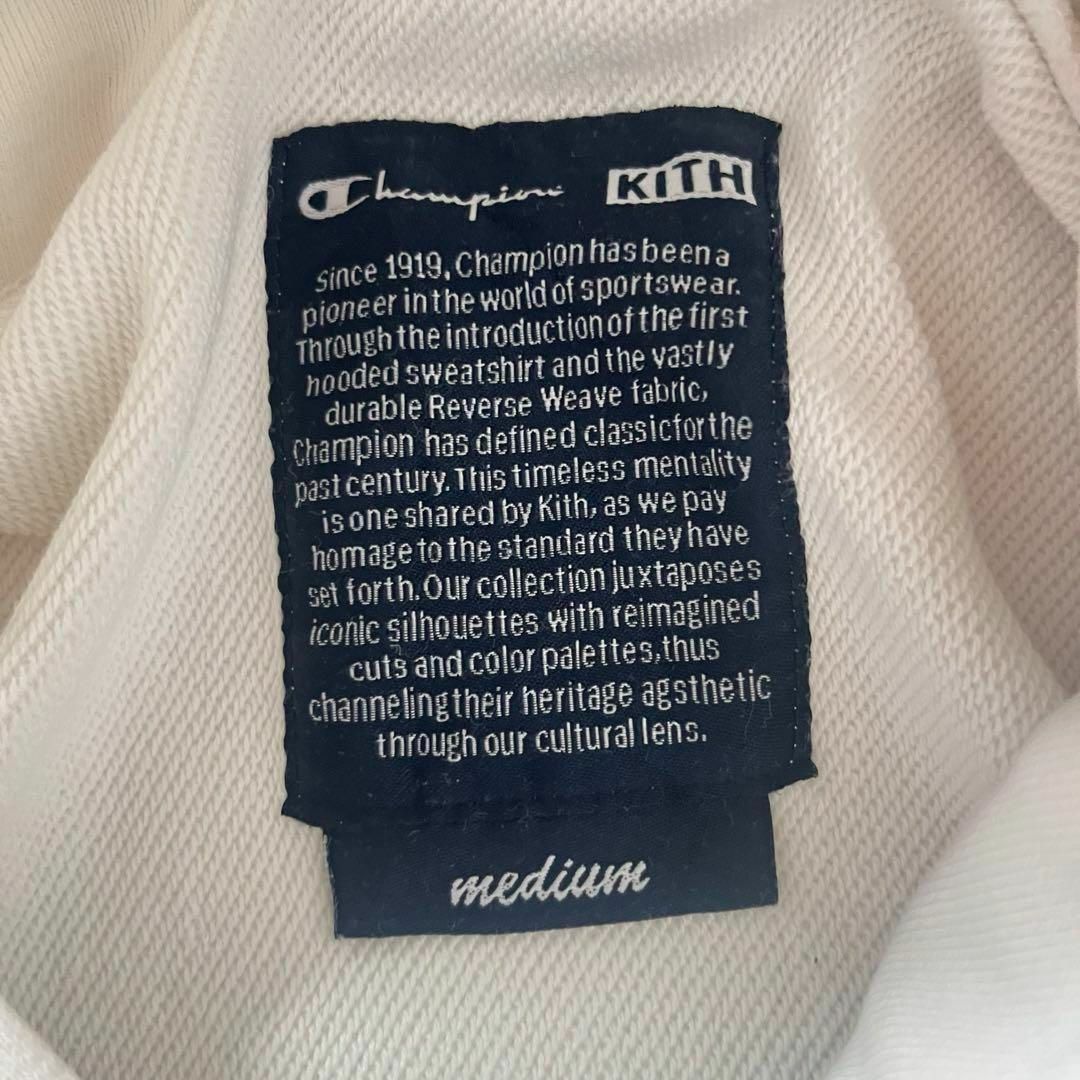 Champion KITH
Since 1919, Champion has been a
pioneer in the world of sportswear.
Through the introduction of the first
hooded sweatshirt and the vastly
durable Reverse Weave fabric,
Champion has defined classic for the
past century. This timeless mentality
is one shared by Kith, as we pay
homage to the standard they have
set forth. Our collection juxtaposes
iconic silhouettes with reimagined
cuts and color palettes, thus
channeling their heritage agsthetic
through our cultural lens.
medium